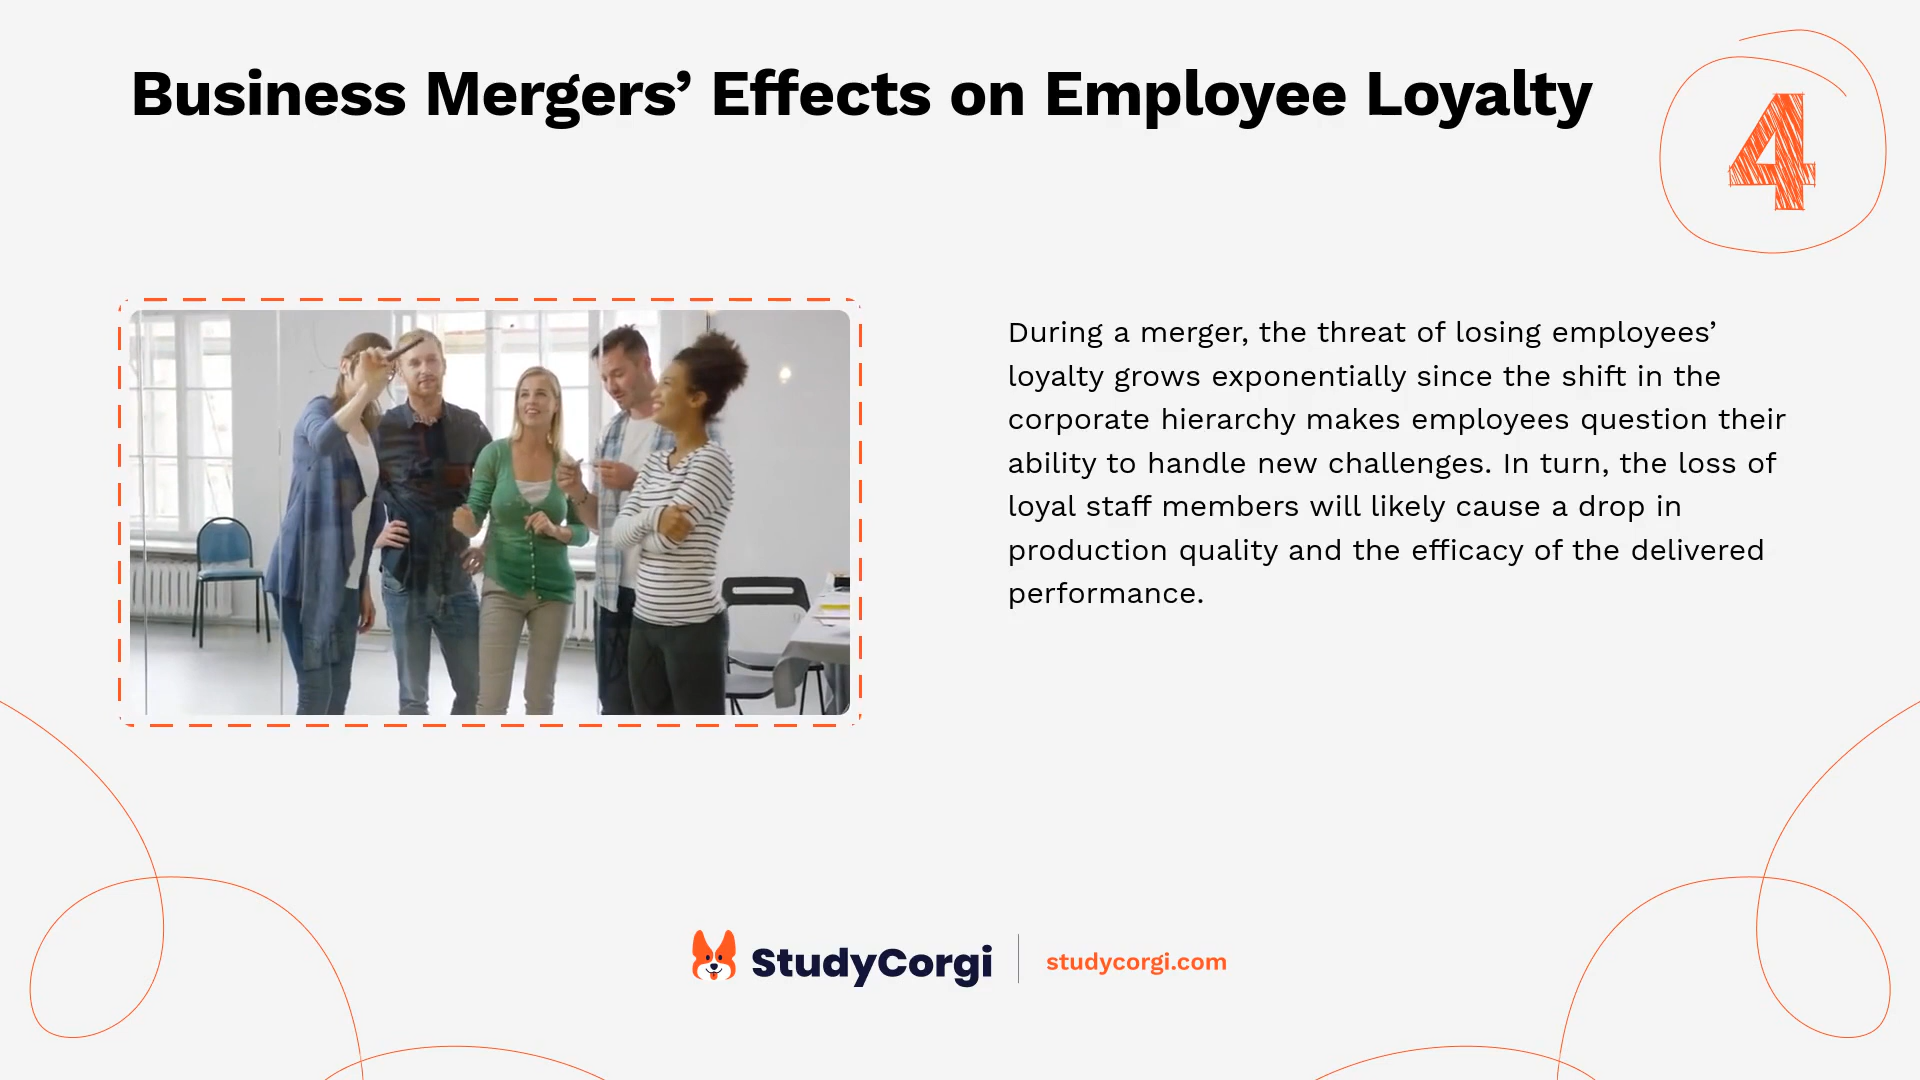 Business Mergers’ Effects on Employee Loyalty
4
During a merger, the threat of losing employees’
loyalty grows exponentially since the shift in the
corporate hierarchy makes employees question their
ability to handle new challenges. In turn, the loss of
loyal staff members will likely cause a drop in
production quality and the efficacy of the delivered
performance.
StudyCorgi
studycorgi.com